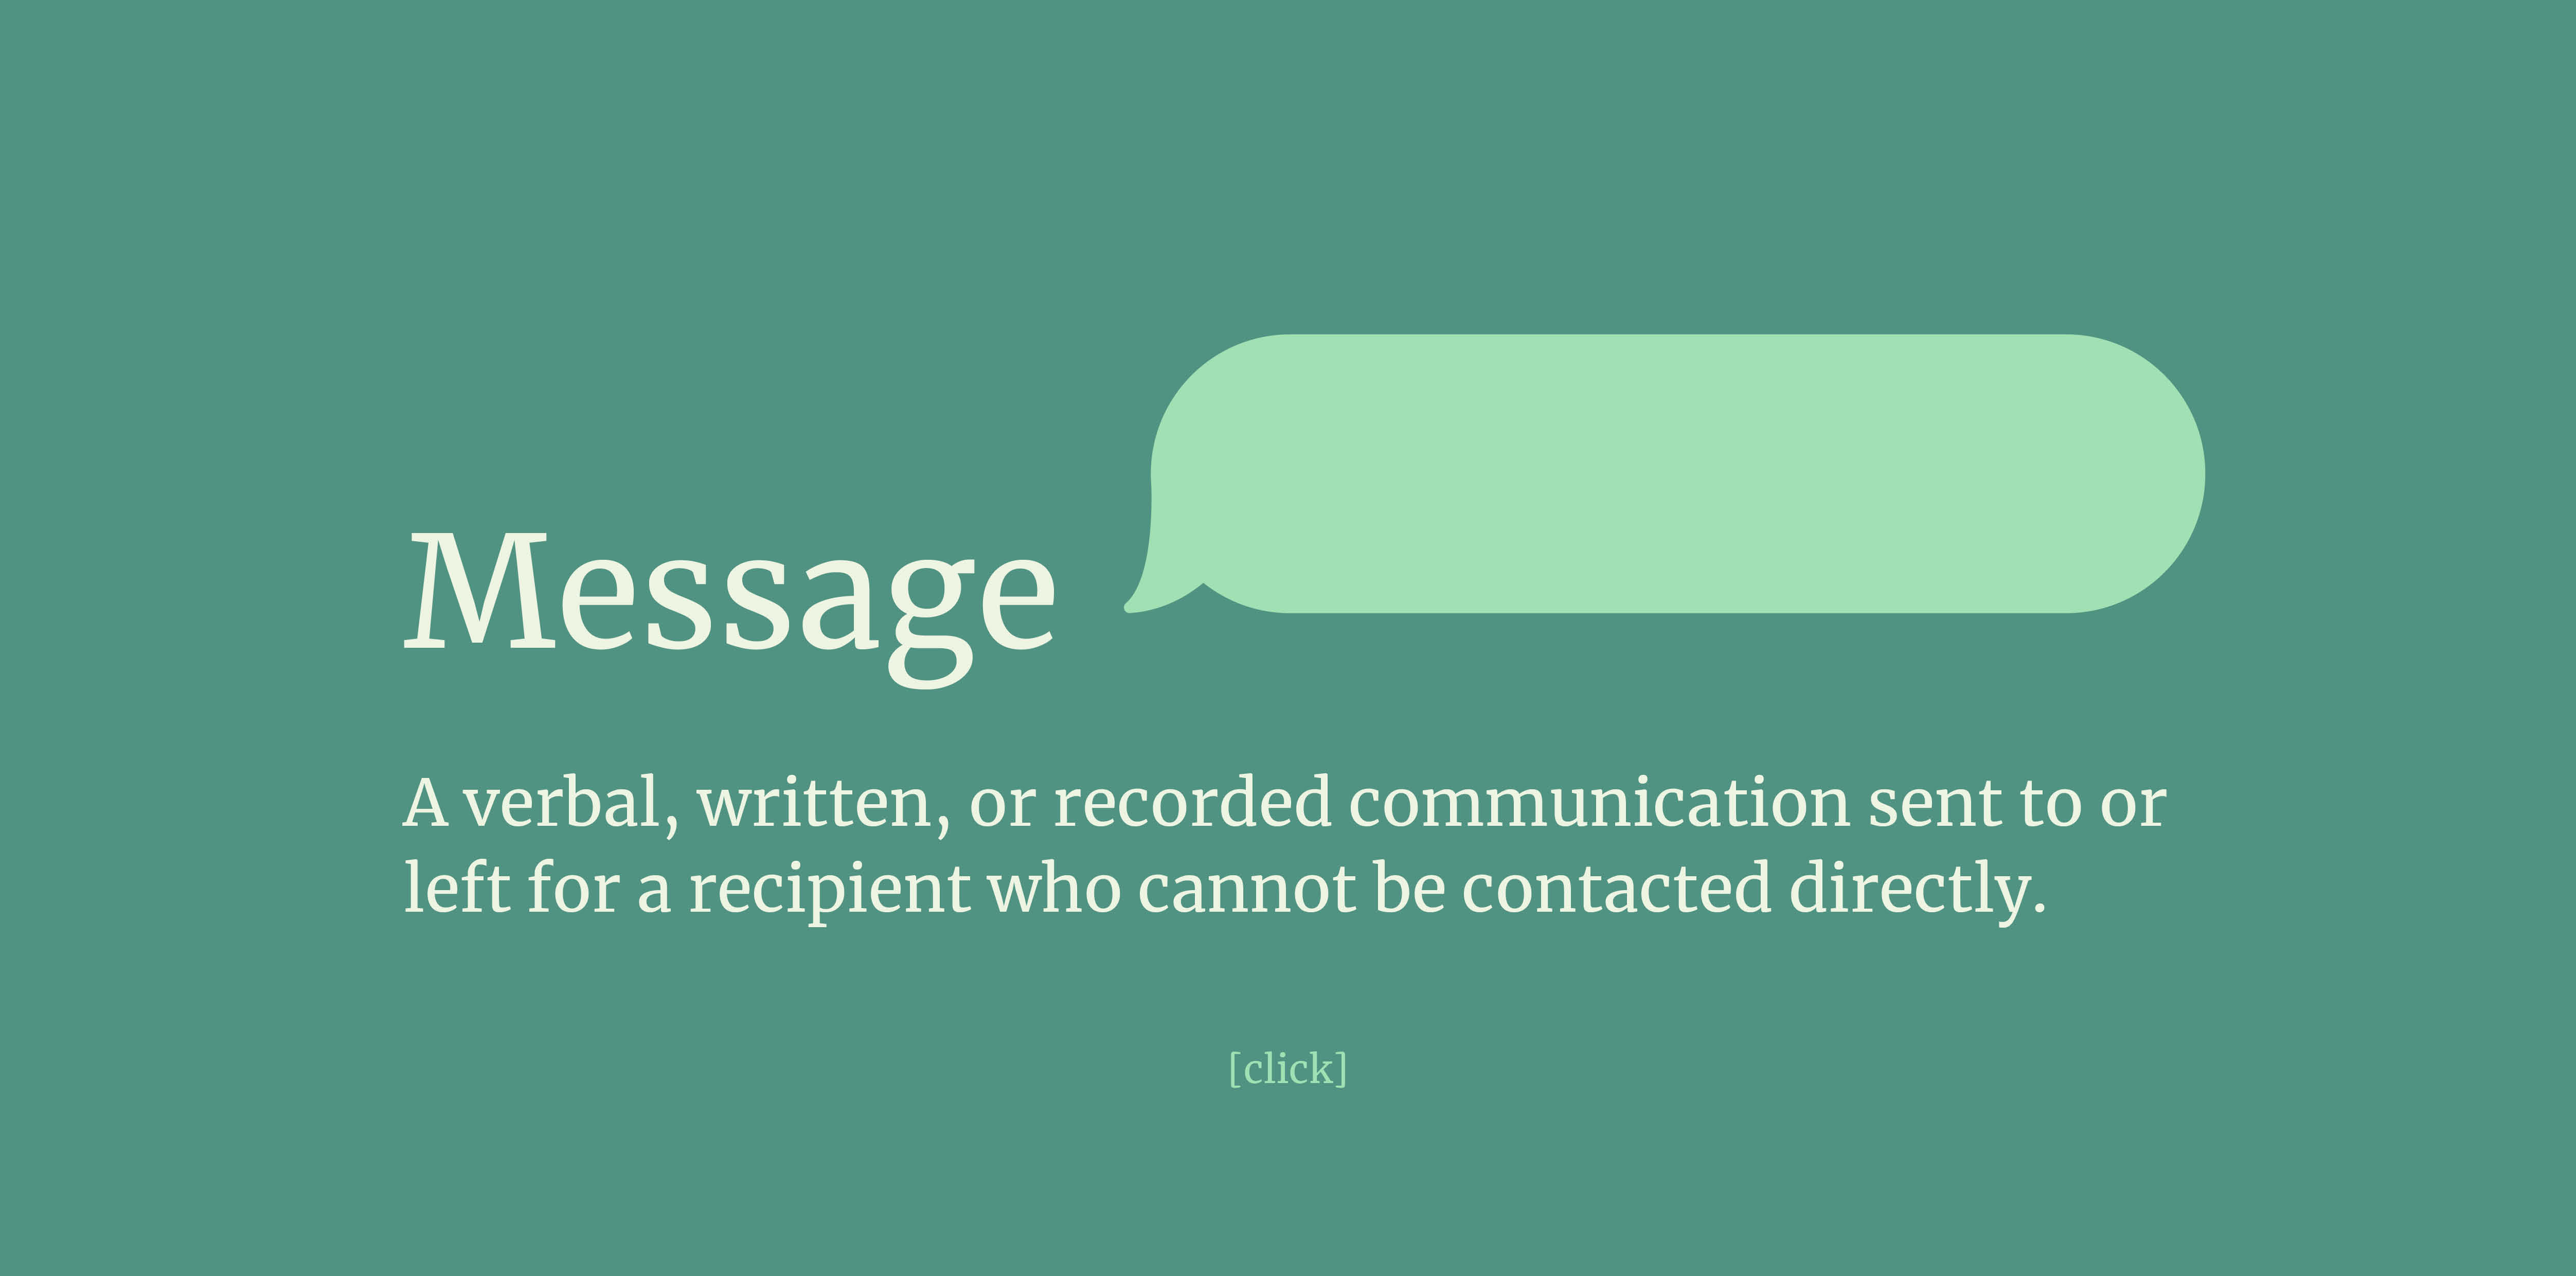 Message
A verbal, written, or recorded communication sent to or
left for a recipient who cannot be contacted directly.
[click]